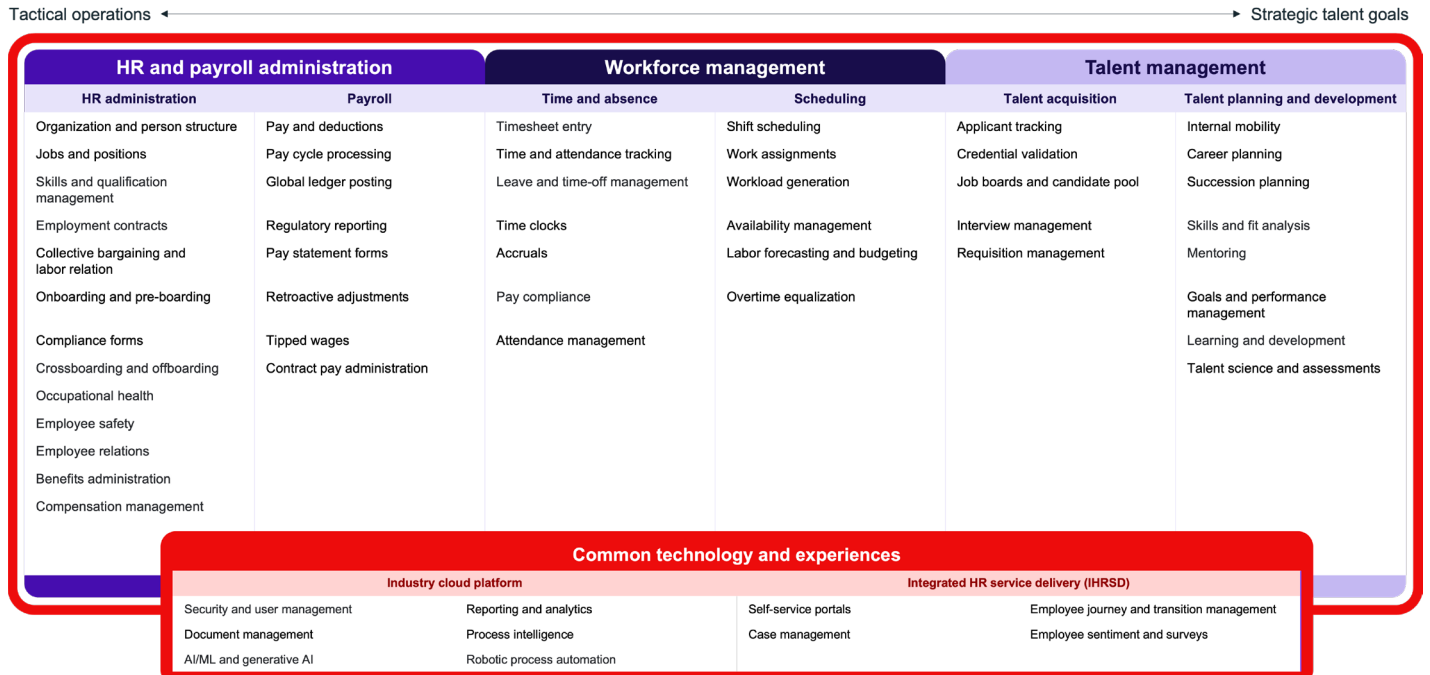 Tactical operations
Strategic talent goals
HR and payroll administration
Workforce management
Talent management
HR administration
Payroll
Time and absence
Scheduling
Talent acquisition
Talent planning and development
Organization and person structure
Jobs and positions
Skills and qualification
management
Employment contracts
Collective bargaining and
labor relation
Onboarding and pre-boarding
Compliance forms
Crossboarding and offboarding
Occupational health
Employee safety
Employee relations
Benefits administration
Compensation management
Pay and deductions
Pay cycle processing
Global ledger posting
Regulatory reporting
Pay statement forms
Retroactive adjustments
Tipped wages
Contract pay administration
Timesheet entry
Time and attendance tracking
Leave and time-off management
Time clocks
Accruals
Pay compliance
Attendance management
Shift scheduling
Work assignments
Workload generation
Availability management
Labor forecasting and budgeting
Overtime equalization
Applicant tracking
Credential validation
Job boards and candidate pool
Interview management
Requisition management
Internal mobility
Career planning
Succession planning
Skills and fit analysis
Mentoring
Goals and performance
management
Learning and development
Talent science and assessments
Common technology and experiences
Industry cloud platform
Integrated HR service delivery (IHRSD)
Security and user management
Document management
AI/ML and generative AI
Reporting and analytics
Process intelligence
Robotic process automation
Self-service portals
Case management
Employee journey and transition management
Employee sentiment and surveys